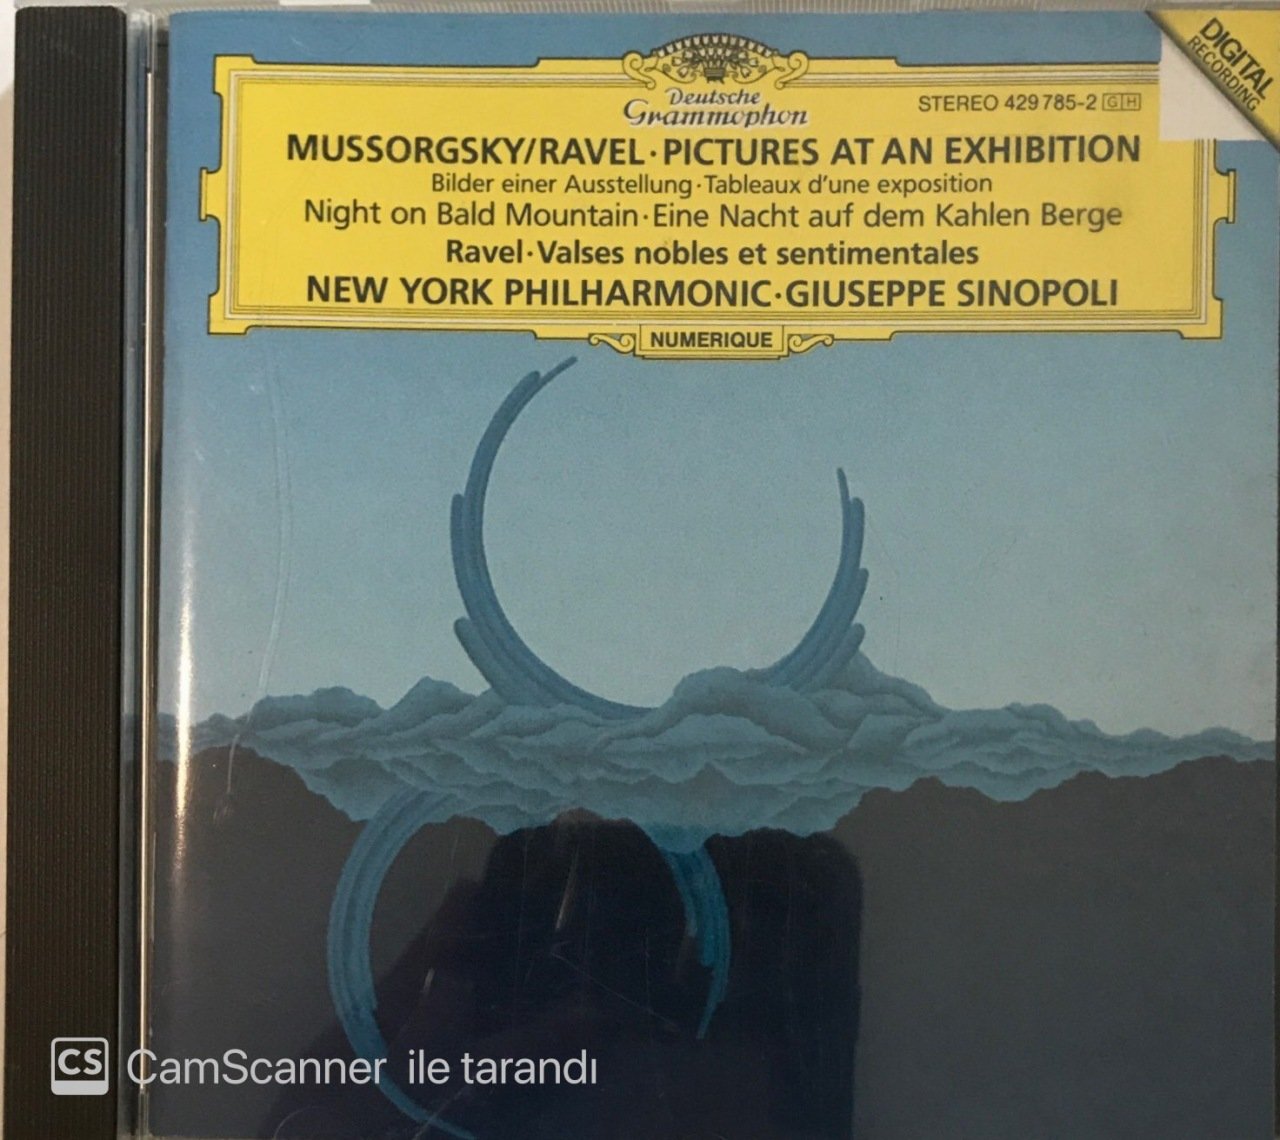 DIGITAL
RECORDING
Deutsche
Grammophon
STEREO 429 785-2 GH
MUSSORGSKY/RAVEL·PICTURES AT AN EXHIBITION
Bilder einer Ausstellung·Tableaux d'une exposition
Night on Bald Mountain·Eine Nacht auf dem Kahlen Berge
Ravel·Valses nobles et sentimentales
NEW YORK PHILHARMONIC·GIUSEPPE SINOPOLI
NUMERIQUE
CS CamScanner ile tarandı